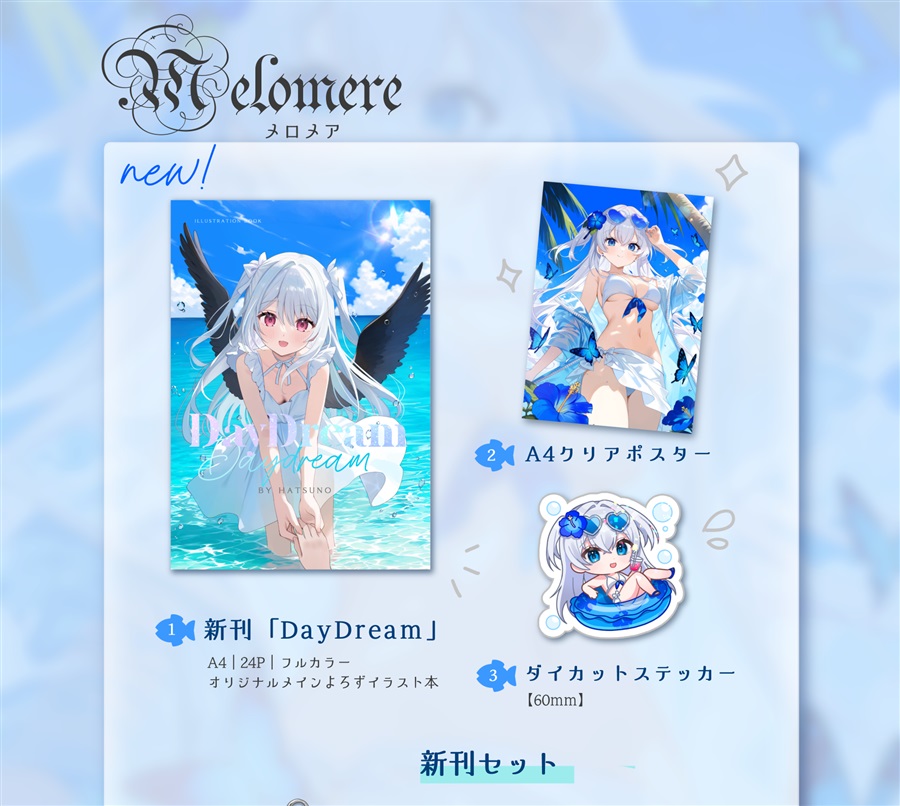 Melomere
メロメア
new!
ILLUSTRATION BOOK
DayDream
Daydream
BY HATSUNO
1 新刊「DayDream」
A4 | 24P | フルカラー
オリジナルメインよろずイラスト本
2 A4クリアポスター
3 ダイカットステッカー
【60mm】
新刊セット